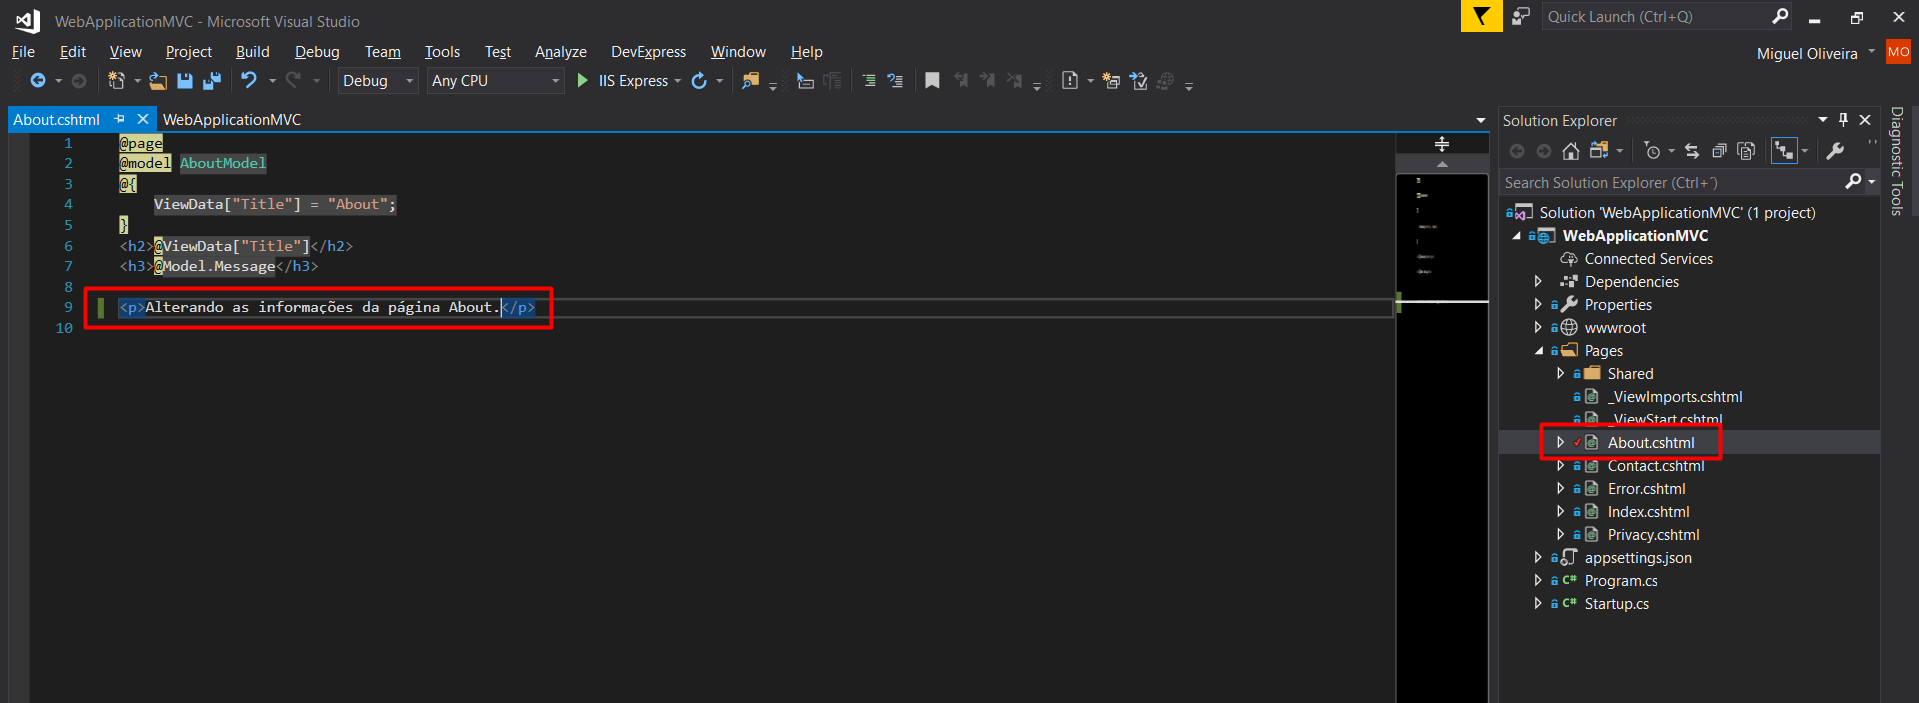 WebApplicationMVC - Microsoft Visual Studio
Quick Launch (Ctrl+Q)
File Edit View Project Build Debug Team Tools Test Analyze DevExpress Window Help
Miguel Oliveira MO
Debug Any CPU IIS Express
About.cshtml WebApplicationMVC
1 @page
2 @model AboutModel
3 @{
4 ViewData["Title"] = "About";
5 }
6 <h2>@ViewData["Title"]</h2>
7 <h3>@Model.Message</h3>
8
9 <p>Alterando as informações da página About.</p>
10
Solution Explorer
Search Solution Explorer (Ctrl+´)
Solution 'WebApplicationMVC' (1 project)
WebApplicationMVC
Connected Services
Dependencies
Properties
wwwroot
Pages
Shared
_ViewImports.cshtml
_ViewStart.cshtml
About.cshtml
Contact.cshtml
Error.cshtml
Index.cshtml
Privacy.cshtml
appsettings.json
C# Program.cs
C# Startup.cs
Diagnostic Tools